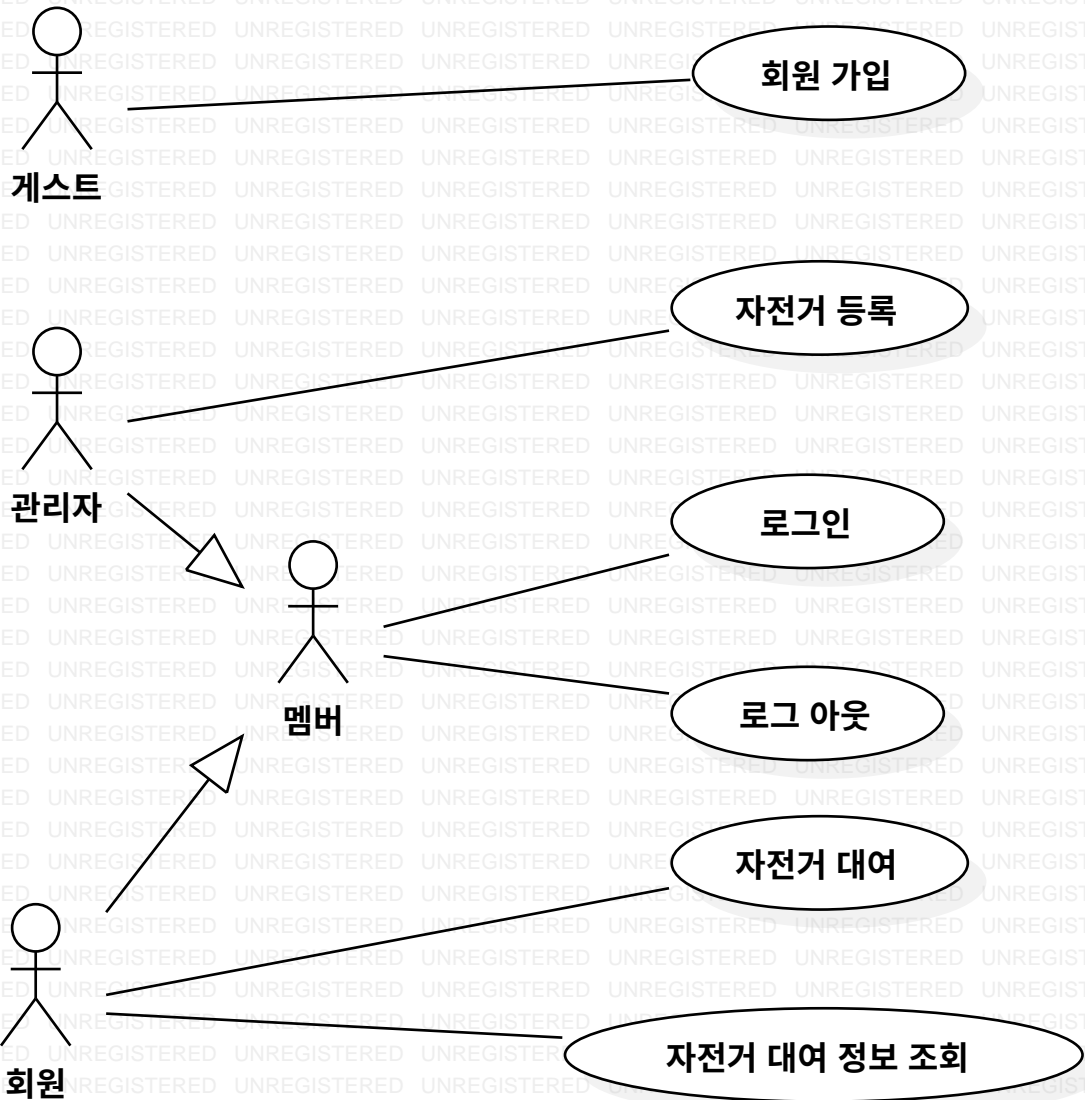 회원 가입
게스트
자전거 등록
관리자
로그인
멤버
로그 아웃
자전거 대여
자전거 대여 정보 조회
회원
UNREGISTERED